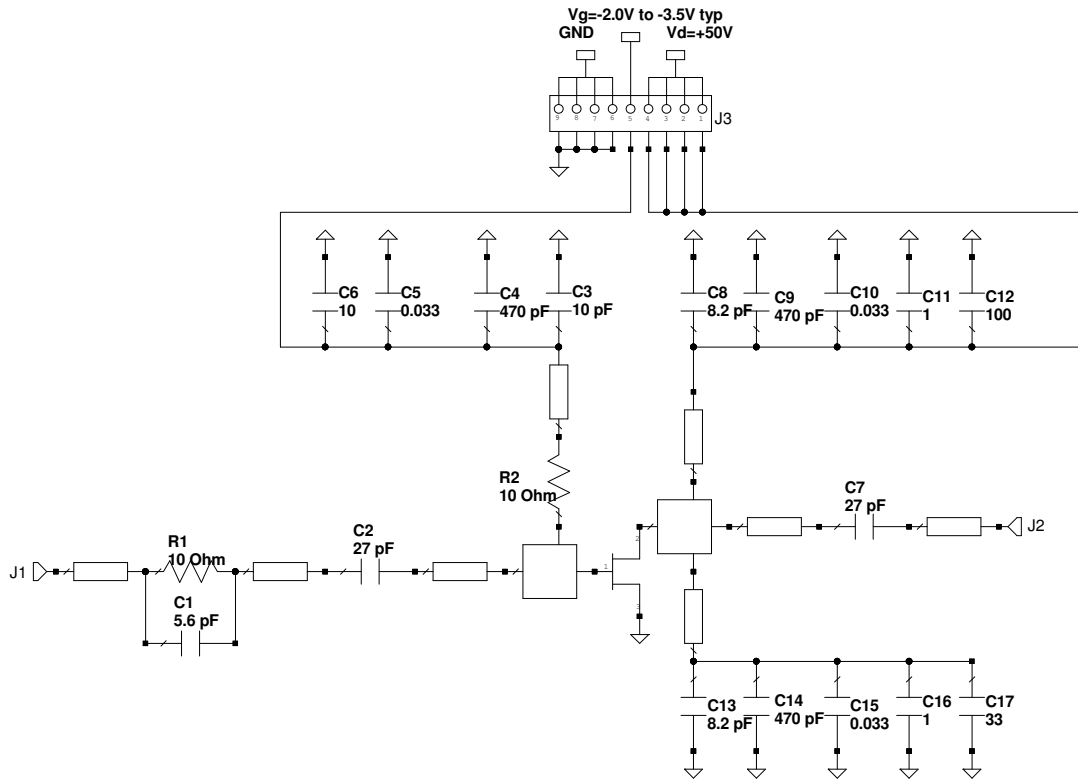 Vg=-2.0V to -3.5V typ
GND
Vd=+50V
9 8 7 6 5 4 3 2 1
J3
C6
10
C5
0.033
C4
470 pF
C3
10 pF
C8
8.2 pF
C9
470 pF
C10
0.033
C11
1
C12
100
R2
10 Ohm
C7
27 pF
J2
J1
R1
10 Ohm
C2
27 pF
C1
5.6 pF
1
2
3
C13
8.2 pF
C14
470 pF
C15
0.033
C16
1
C17
33